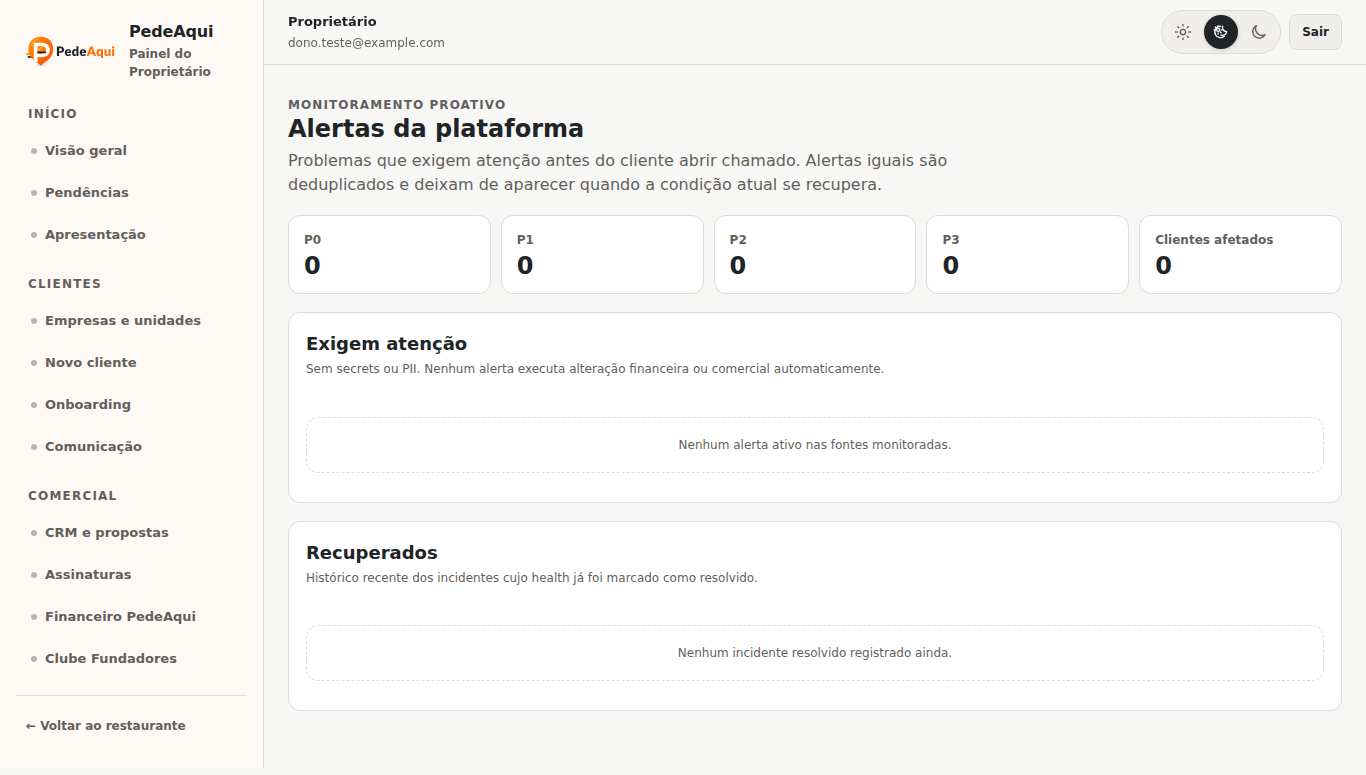 PedeAqui
PedeAqui
Painel do
Proprietário
INÍCIO
Visão geral
Pendências
Apresentação
CLIENTES
Empresas e unidades
Novo cliente
Onboarding
Comunicação
COMERCIAL
CRM e propostas
Assinaturas
Financeiro PedeAqui
Clube Fundadores
← Voltar ao restaurante
Proprietário
dono.teste@example.com
Sair
MONITORAMENTO PROATIVO
Alertas da plataforma
Problemas que exigem atenção antes do cliente abrir chamado. Alertas iguais são
deduplicados e deixam de aparecer quando a condição atual se recupera.
P0
0
P1
0
P2
0
P3
0
Clientes afetados
0
Exigem atenção
Sem secrets ou PII. Nenhum alerta executa alteração financeira ou comercial automaticamente.
Nenhum alerta ativo nas fontes monitoradas.
Recuperados
Histórico recente dos incidentes cujo health já foi marcado como resolvido.
Nenhum incidente resolvido registrado ainda.